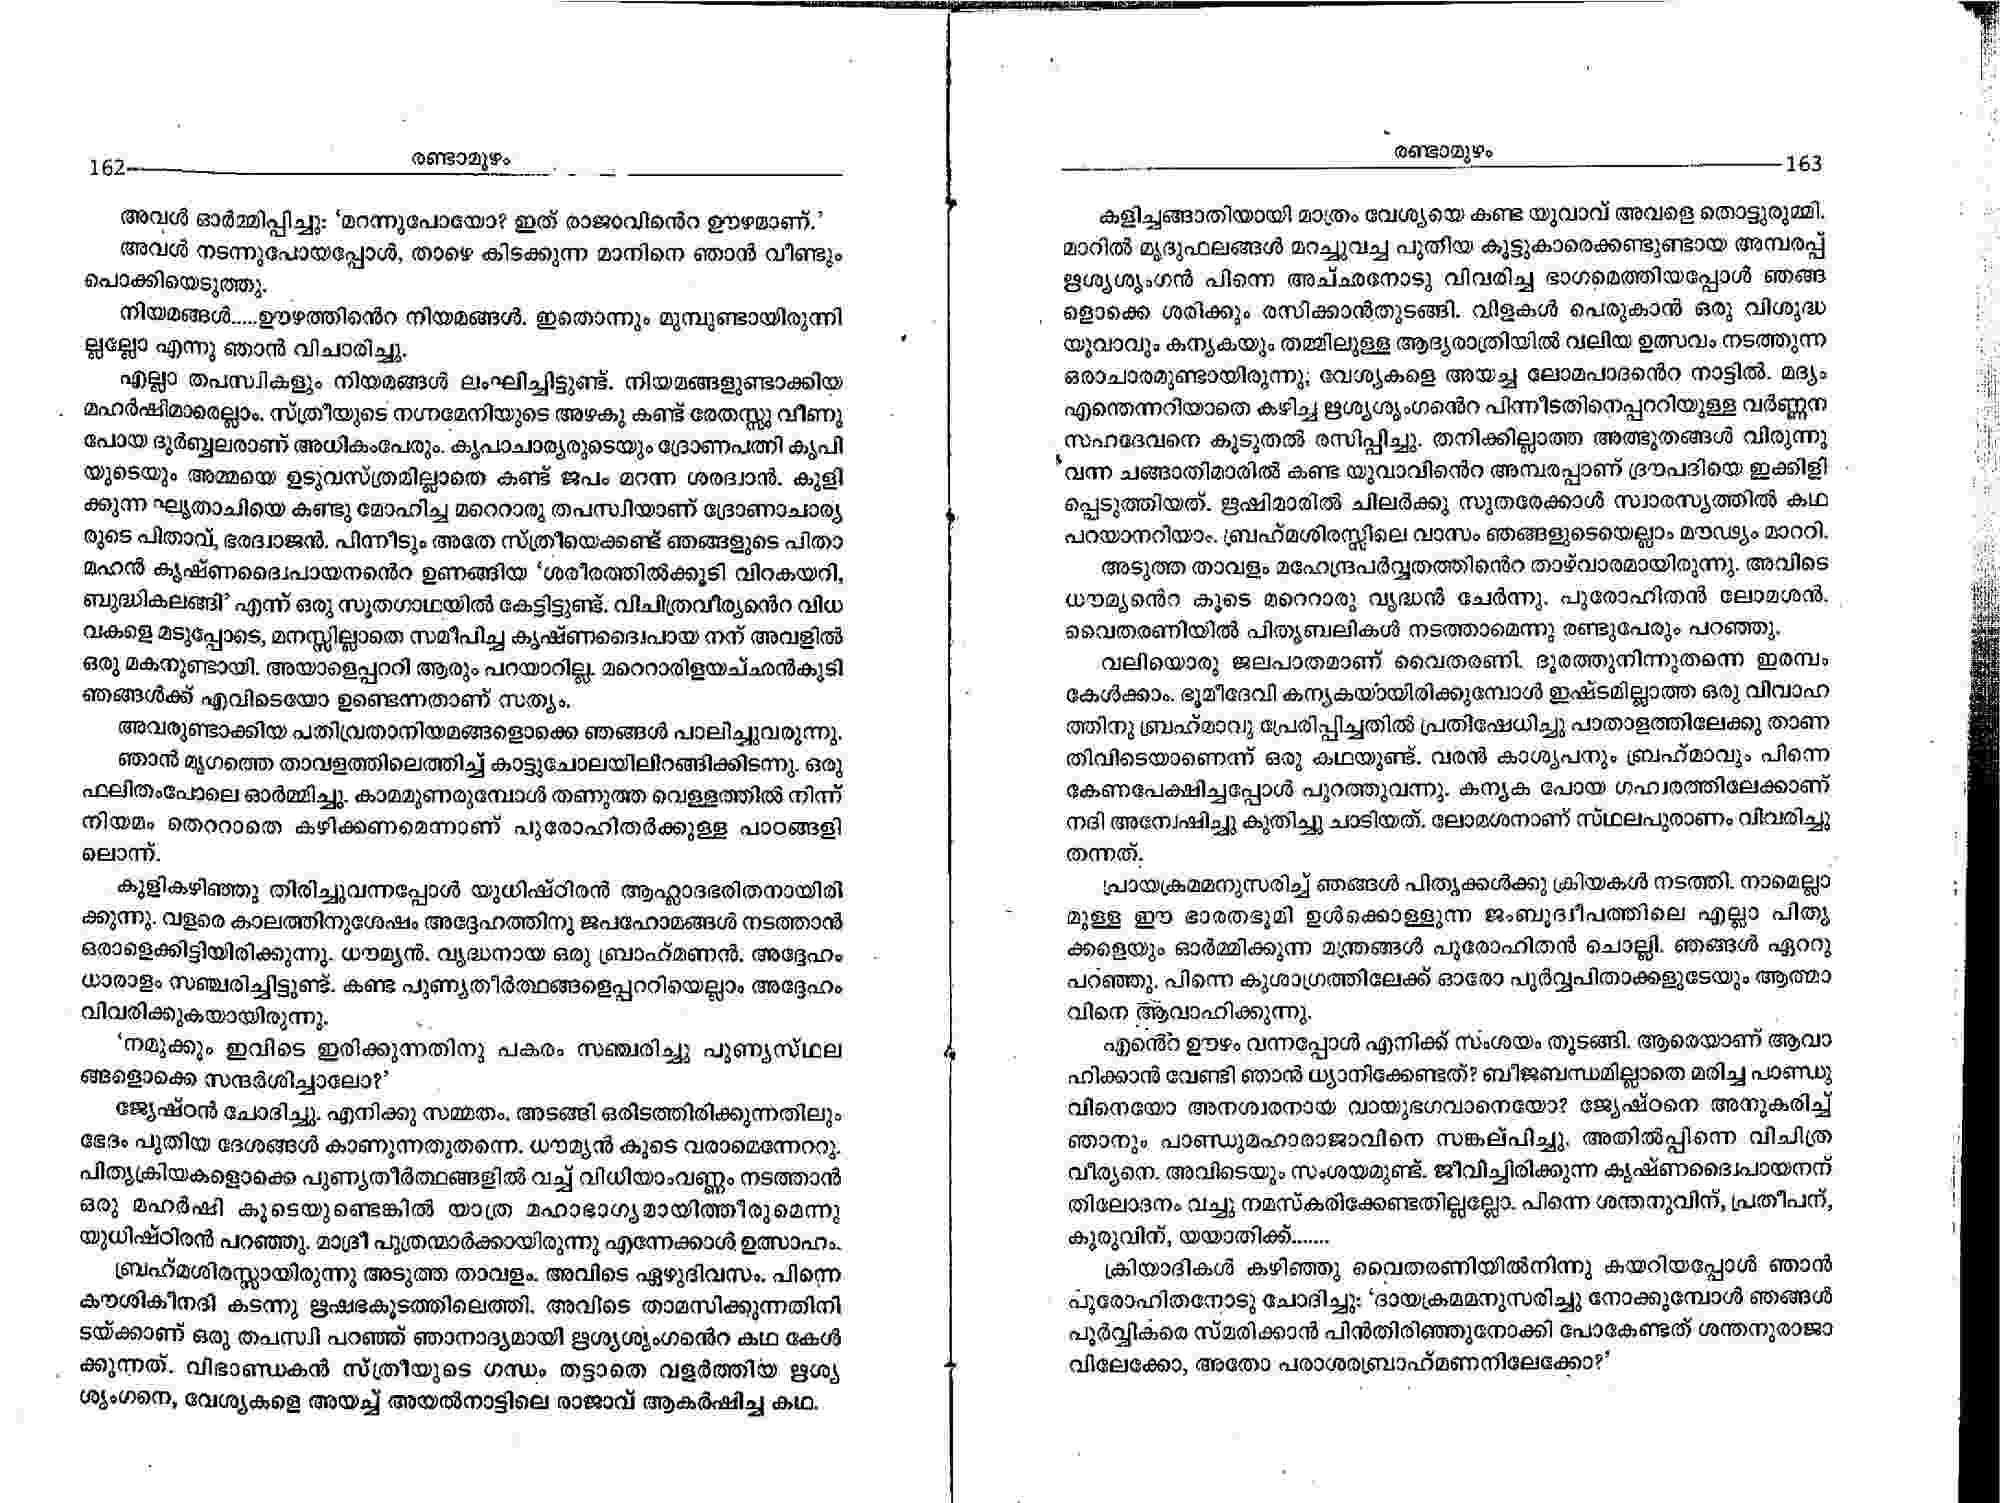 162
രണ്ടാമൂഴം
അവൾ ഓർമ്മിപ്പിച്ചു: ‘മറന്നുപോയോ? ഇത് രാജാവിൻെറ ഊഴമാണ്.’
അവൾ നടന്നുപോയപ്പോൾ, താഴെ കിടക്കുന്ന മാനിനെ ഞാൻ വീണ്ടും
പൊക്കിയെടുത്തു.
നിയമങ്ങൾ.....ഊഴത്തിൻെറ നിയമങ്ങൾ. ഇതൊന്നും മുമ്പുണ്ടായിരുന്നി
ല്ലല്ലോ എന്നു ഞാൻ വിചാരിച്ചു.
എല്ലാ തപസ്വികളും നിയമങ്ങൾ ലംഘിച്ചിട്ടുണ്ട്. നിയമങ്ങളുണ്ടാക്കിയ
മഹർഷിമാരെല്ലാം. സ്ത്രീയുടെ നഗ്നമേനിയുടെ അഴകു കണ്ട് രേതസ്സു വീണു
പോയ ദുർബ്ബലരാണ് അധികംപേരും. കൃപാചാര്യരുടെയും ദ്രോണപത്നി കൃപി
യുടെയും അമ്മയെ ഉടുവസ്ത്രമില്ലാതെ കണ്ട് ജപം മറന്ന ശരദ്വാൻ. കുളി
ക്കുന്ന ഘൃതാചിയെ കണ്ടു മോഹിച്ച മറെറാരു തപസ്വിയാണ് ദ്രോണാചാര്യ
രുടെ പിതാവ്, ഭരദ്വാജൻ. പിന്നീടും അതേ സ്ത്രീയെക്കണ്ട് ഞങ്ങളുടെ പിതാ
മഹൻ കൃഷ്ണദ്വൈപായനൻെറ ഉണങ്ങിയ ‘ശരീരത്തിൽക്കൂടി വിറകയറി,
ബുദ്ധികലങ്ങി’ എന്ന് ഒരു സൂതഗാഥയിൽ കേട്ടിട്ടുണ്ട്. വിചിത്രവീര്യൻെറ വിധ
വകളെ മടുപ്പോടെ, മനസ്സില്ലാതെ സമീപിച്ച കൃഷ്ണദ്വൈപായ നന് അവളിൽ
ഒരു മകനുണ്ടായി. അയാളെപ്പററി ആരും പറയാറില്ല. മറെറാരിളയച്ഛൻകൂടി
ഞങ്ങൾക്ക് എവിടെയോ ഉണ്ടെന്നതാണ് സത്യം.
അവരുണ്ടാക്കിയ പതിവ്രതാനിയമങ്ങളൊക്കെ ഞങ്ങൾ പാലിച്ചുവരുന്നു.
ഞാൻ മൃഗത്തെ താവളത്തിലെത്തിച്ച് കാട്ടുചോലയിലിറങ്ങിക്കിടന്നു. ഒരു
ഫലിതംപോലെ ഓർമ്മിച്ചു. കാമമുണരുമ്പോൾ തണുത്ത വെള്ളത്തിൽ നിന്ന്
നിയമം തെററാതെ കഴിക്കണമെന്നാണ് പുരോഹിതർക്കുള്ള പാഠങ്ങളി
ലൊന്ന്.
കുളികഴിഞ്ഞു തിരിച്ചുവന്നപ്പോൾ യുധിഷ്ഠിരൻ ആഹ്ലാദഭരിതനായിരി
ക്കുന്നു. വളരെ കാലത്തിനുശേഷം അദ്ദേഹത്തിനു ജപഹോമങ്ങൾ നടത്താൻ
ഒരാളെക്കിട്ടിയിരിക്കുന്നു. ധൗമ്യൻ. വൃദ്ധനായ ഒരു ബ്രാഹ്മണൻ. അദ്ദേഹം
ധാരാളം സഞ്ചരിച്ചിട്ടുണ്ട്. കണ്ട പുണ്യതീർത്ഥങ്ങളെപ്പററിയെല്ലാം അദ്ദേഹം
വിവരിക്കുകയായിരുന്നു.
‘നമുക്കും ഇവിടെ ഇരിക്കുന്നതിനു പകരം സഞ്ചരിച്ചു പുണ്യസ്ഥല
ങ്ങളൊക്കെ സന്ദർശിച്ചാലോ?’
ജ്യേഷ്ഠൻ ചോദിച്ചു. എനിക്കു സമ്മതം. അടങ്ങി ഒരിടത്തിരിക്കുന്നതിലും
ഭേദം പുതിയ ദേശങ്ങൾ കാണുന്നതുതന്നെ. ധൗമ്യൻ കൂടെ വരാമെന്നേററു.
പിതൃക്രിയകളൊക്കെ പുണ്യതീർത്ഥങ്ങളിൽ വച്ച് വിധിയാംവണ്ണം നടത്താൻ
ഒരു മഹർഷി കൂടെയുണ്ടെങ്കിൽ യാത്ര മഹാഭാഗ്യമായിത്തീരുമെന്നു
യുധിഷ്ഠിരൻ പറഞ്ഞു. മാദ്രീ പുത്രന്മാർക്കായിരുന്നു എന്നേക്കാൾ ഉത്സാഹം.
ബ്രഹ്മശിരസ്സായിരുന്നു അടുത്ത താവളം. അവിടെ ഏഴുദിവസം. പിന്നെ
കൗശികീനദി കടന്നു ഋഷഭകൂടത്തിലെത്തി. അവിടെ താമസിക്കുന്നതിനി
ടയ്ക്കാണ് ഒരു തപസ്വി പറഞ്ഞ് ഞാനാദ്യമായി ഋശ്യശൃംഗൻെറ കഥ കേൾ
ക്കുന്നത്. വിഭാണ്ഡകൻ സ്ത്രീയുടെ ഗന്ധം തട്ടാതെ വളർത്തിയ ഋശ്യ
ശൃംഗനെ, വേശ്യകളെ അയച്ച് അയൽനാട്ടിലെ രാജാവ് ആകർഷിച്ച കഥ.
രണ്ടാമൂഴം
163
കളിച്ചങ്ങാതിയായി മാത്രം വേശ്യയെ കണ്ട യുവാവ് അവളെ തൊട്ടുരുമ്മി.
മാറിൽ മൃദുഫലങ്ങൾ മറച്ചുവച്ച പുതിയ കൂട്ടുകാരെക്കണ്ടുണ്ടായ അമ്പരപ്പ്
ഋശ്യശൃംഗൻ പിന്നെ അച്ഛനോടു വിവരിച്ച ഭാഗമെത്തിയപ്പോൾ ഞങ്ങ
ളൊക്കെ ശരിക്കും രസിക്കാൻതുടങ്ങി. വിളകൾ പെരുകാൻ ഒരു വിശുദ്ധ
യുവാവും കന്യകയും തമ്മിലുള്ള ആദ്യരാത്രിയിൽ വലിയ ഉത്സവം നടത്തുന്ന
ഒരാചാരമുണ്ടായിരുന്നു; വേശ്യകളെ അയച്ച ലോമപാദൻെറ നാട്ടിൽ. മദ്യം
എന്തെന്നറിയാതെ കഴിച്ച ഋശ്യശൃംഗൻെറ പിന്നീടതിനെപ്പററിയുള്ള വർണ്ണന
സഹദേവനെ കൂടുതൽ രസിപ്പിച്ചു. തനിക്കില്ലാത്ത അത്ഭുതങ്ങൾ വിരുന്നു
വന്ന ചങ്ങാതിമാരിൽ കണ്ട യുവാവിൻെറ അമ്പരപ്പാണ് ദ്രൗപദിയെ ഇക്കിളി
പ്പെടുത്തിയത്. ഋഷിമാരിൽ ചിലർക്കു സൂതരേക്കാൾ സ്വാരസ്യത്തിൽ കഥ
പറയാനറിയാം. ബ്രഹ്മശിരസ്സിലെ വാസം ഞങ്ങളുടെയെല്ലാം മൗഢ്യം മാററി.
അടുത്ത താവളം മഹേന്ദ്രപർവ്വതത്തിൻെറ താഴ്വാരമായിരുന്നു. അവിടെ
ധൗമ്യൻെറ കൂടെ മറെറാരു വൃദ്ധൻ ചേർന്നു. പുരോഹിതൻ ലോമശൻ.
വൈതരണിയിൽ പിതൃബലികൾ നടത്താമെന്നു രണ്ടുപേരും പറഞ്ഞു.
വലിയൊരു ജലപാതമാണ് വൈതരണി. ദൂരത്തുനിന്നുതന്നെ ഇരമ്പം
കേൾക്കാം. ഭൂമീദേവി കന്യകയായിരിക്കുമ്പോൾ ഇഷ്ടമില്ലാത്ത ഒരു വിവാഹ
ത്തിനു ബ്രഹ്മാവു പ്രേരിപ്പിച്ചതിൽ പ്രതിഷേധിച്ചു പാതാളത്തിലേക്കു താണ
തിവിടെയാണെന്ന് ഒരു കഥയുണ്ട്. വരൻ കാശ്യപനും ബ്രഹ്മാവും പിന്നെ
കേണപേക്ഷിച്ചപ്പോൾ പുറത്തുവന്നു. കന്യക പോയ ഗഹ്വരത്തിലേക്കാണ്
നദി അന്വേഷിച്ചു കുതിച്ചു ചാടിയത്. ലോമശനാണ് സ്ഥലപുരാണം വിവരിച്ചു
തന്നത്.
പ്രായക്രമമനുസരിച്ച് ഞങ്ങൾ പിതൃക്കൾക്കു ക്രിയകൾ നടത്തി. നാമെല്ലാ
മുള്ള ഈ ഭാരതഭൂമി ഉൾക്കൊള്ളുന്ന ജംബുദ്വീപത്തിലെ എല്ലാ പിതൃ
ക്കളെയും ഓർമ്മിക്കുന്ന മന്ത്രങ്ങൾ പുരോഹിതൻ ചൊല്ലി. ഞങ്ങൾ ഏററു
പറഞ്ഞു. പിന്നെ കുശാഗ്രത്തിലേക്ക് ഓരോ പൂർവ്വപിതാക്കളുടേയും ആത്മാ
വിനെ ആവാഹിക്കുന്നു.
എൻെറ ഊഴം വന്നപ്പോൾ എനിക്ക് സംശയം തുടങ്ങി. ആരെയാണ് ആവാ
ഹിക്കാൻ വേണ്ടി ഞാൻ ധ്യാനിക്കേണ്ടത്? ബീജബന്ധമില്ലാതെ മരിച്ച പാണ്ഡു
വിനെയോ അനശ്വരനായ വായുഭഗവാനെയോ? ജ്യേഷ്ഠനെ അനുകരിച്ച്
ഞാനും പാണ്ഡുമഹാരാജാവിനെ സങ്കല്പിച്ചു. അതിൽപ്പിന്നെ വിചിത്ര
വീര്യനെ. അവിടെയും സംശയമുണ്ട്. ജീവിച്ചിരിക്കുന്ന കൃഷ്ണദ്വൈപായനന്
തിലോദനം വച്ചു നമസ്കരിക്കേണ്ടതില്ലല്ലോ. പിന്നെ ശന്തനുവിന്, പ്രതീപന്,
കുരുവിന്, യയാതിക്ക്.......
ക്രിയാദികൾ കഴിഞ്ഞു വൈതരണിയിൽനിന്നു കയറിയപ്പോൾ ഞാൻ
പുരോഹിതനോടു ചോദിച്ചു: ‘ദായക്രമമനുസരിച്ചു നോക്കുമ്പോൾ ഞങ്ങൾ
പൂർവ്വികരെ സ്മരിക്കാൻ പിൻതിരിഞ്ഞുനോക്കി പോകേണ്ടത് ശന്തനുരാജാ
വിലേക്കോ, അതോ പരാശരബ്രാഹ്മണനിലേക്കോ?’